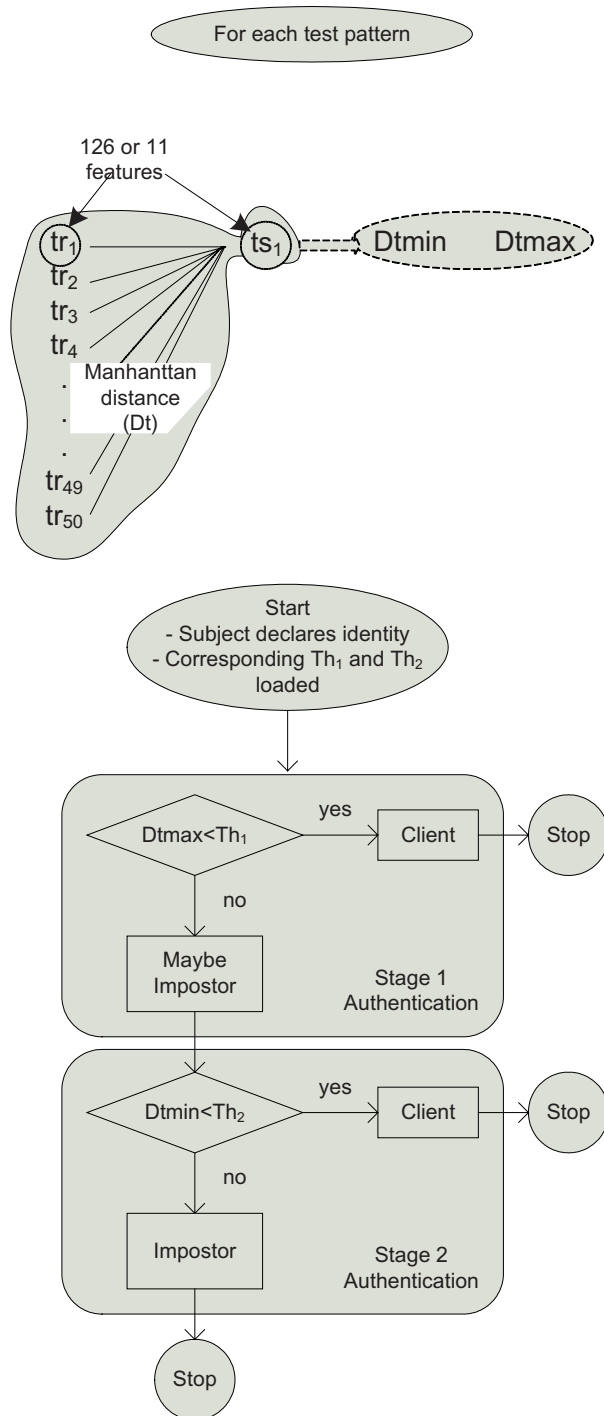 For each test pattern
126 or 11
features
tr₁
ts₁
Dtmin Dtmax
tr₂
tr₃
tr₄
.
Manhanttan
distance
(Dt)
.
.
tr₄₉
tr₅₀
Start
- Subject declares identity
- Corresponding Th₁ and Th₂
loaded
Dtmax<Th₁
yes
Client
Stop
no
Maybe
Impostor
Stage 1
Authentication
Dtmin<Th₂
yes
Client
Stop
no
Impostor
Stage 2
Authentication
Stop